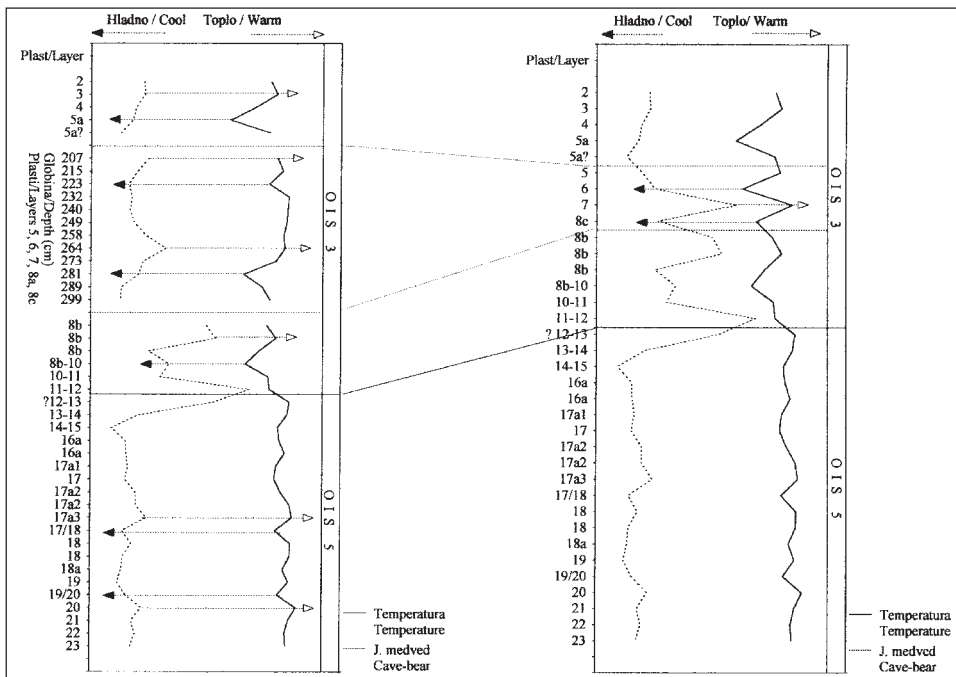 Hladno / Cool Toplo / Warm
Plast/Layer
2
3
4
5a
5a?
Globina/Depth (cm)
Plasti/Layers 5, 6, 7, 8a, 8c
207
215
223
232
240
249
258
264
273
281
289
299
8b
8b
8b
8b-10
10-11
11-12
?12-13
13-14
14-15
16a
16a
17a1
17
17a2
17a2
17a3
17/18
18
18
18a
19
19/20
20
21
22
23
OIS 3
OIS 5
Temperatura
Temperature
J. medved
Cave-bear
Hladno / Cool Toplo/ Warm
Plast/Layer
2
3
4
5a
5a?
5
6
7
8c
8b
8b
8b
8b-10
10-11
11-12
? 12-13
13-14
14-15
16a
16a
17a1
17
17a2
17a2
17a3
17/18
18
18
18a
19
19/20
20
21
22
23
OIS 3
OIS 5
Temperatura
Temperature
J. medved
Cave-bear